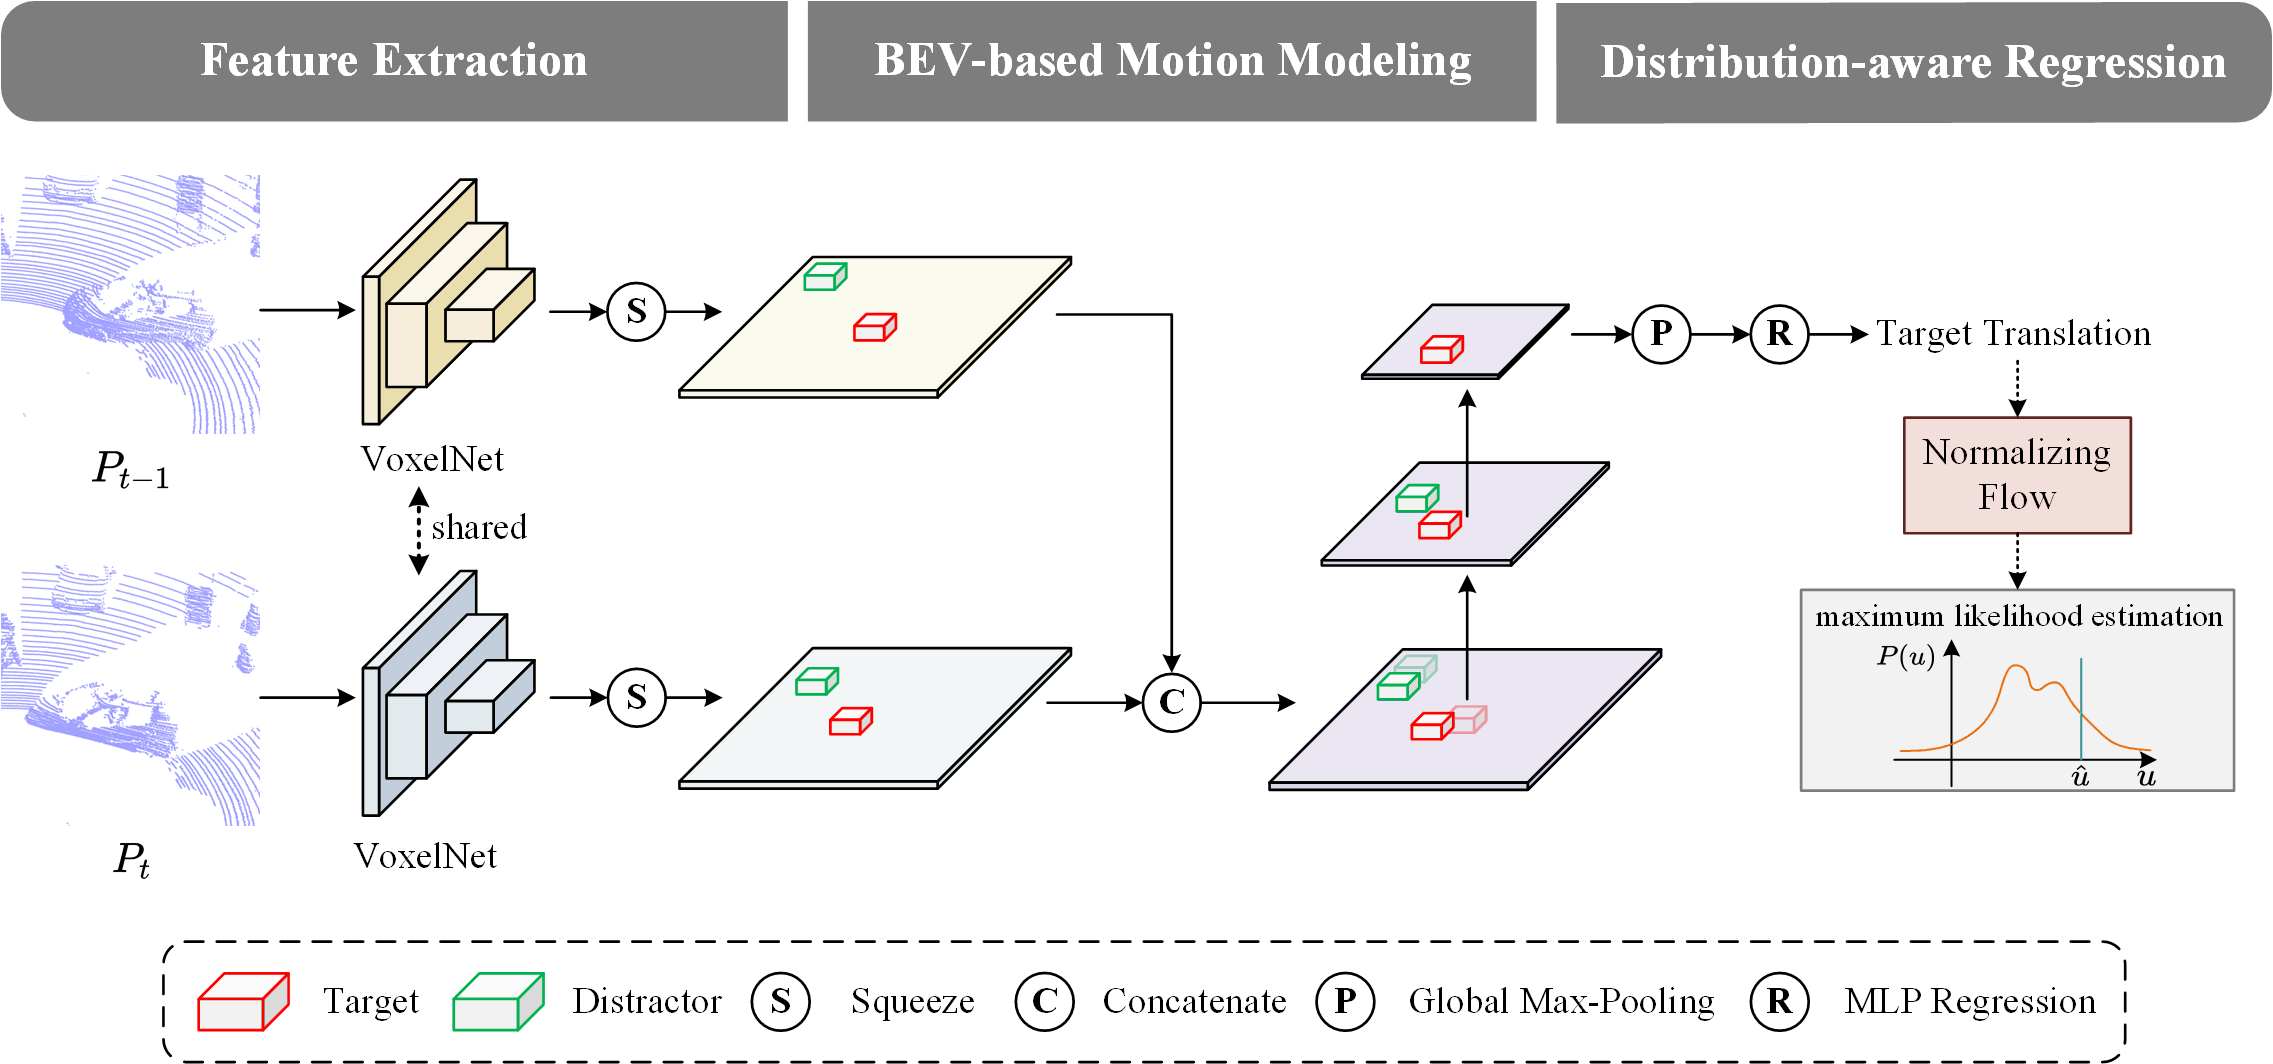 Feature Extraction
BEV-based Motion Modeling
Distribution-aware Regression
P_{t-1}
VoxelNet
S
shared
P_t
VoxelNet
S
C
P
R
Target Translation
Normalizing
Flow
maximum likelihood estimation
P(u)
û
u
Target
Distractor
S
Squeeze
C
Concatenate
P
Global Max-Pooling
R
MLP Regression